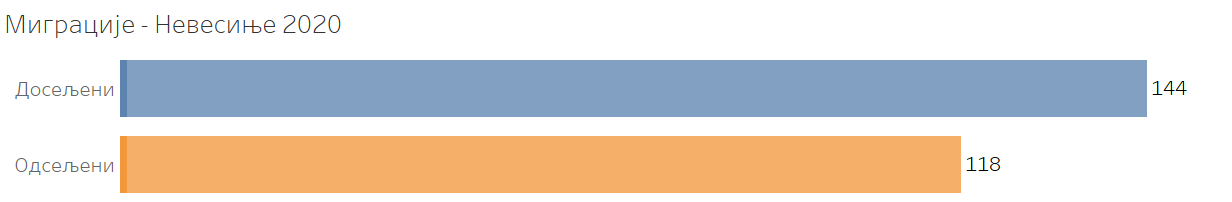 Миграције - Невесиње 2020
Досељени 144
Одсељени 118